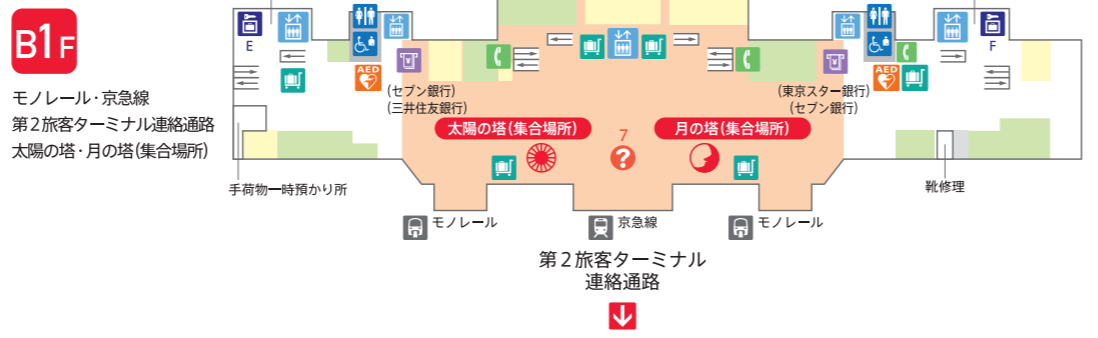 B1F
モノレール・京急線
第2旅客ターミナル連絡通路
太陽の塔・月の塔(集合場所)
E
F
AED
AED
(セブン銀行)
(三井住友銀行)
(東京スター銀行)
(セブン銀行)
太陽の塔(集合場所)
7
?
月の塔(集合場所)
手荷物一時預かり所
靴修理
モノレール
京急線
モノレール
第2旅客ターミナル
連絡通路